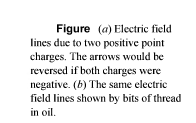 Figure (a) Electric field
lines due to two positive point
charges. The arrows would be
reversed if both charges were
negative. (b) The same electric
field lines shown by bits of thread
in oil.